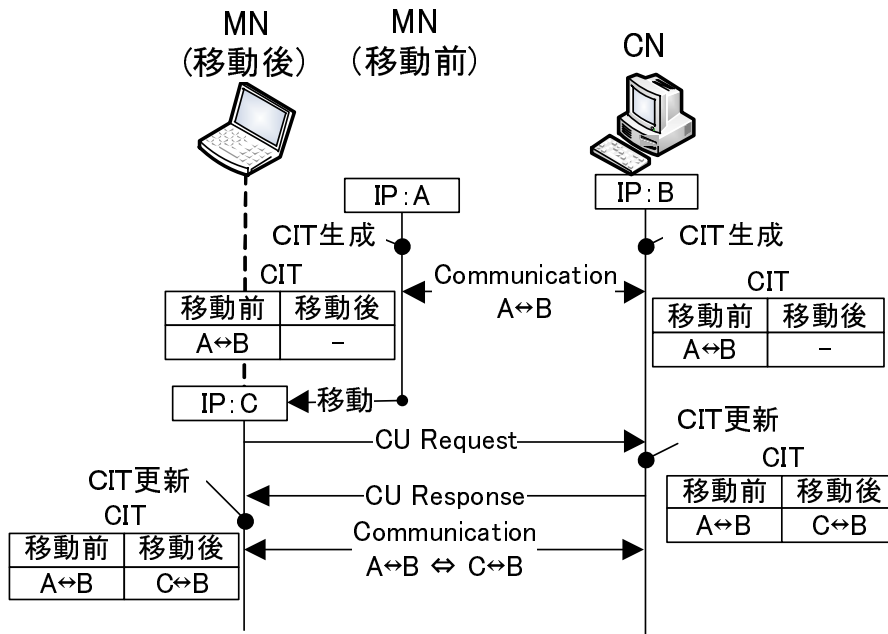 MN
(移動後)
MN
(移動前)
CN
IP:A
IP:B
CIT生成
CIT生成
Communication
A↔B
CIT
移動前 移動後
A↔B -
CIT
移動前 移動後
A↔B -
IP:C
移動
CU Request
CIT更新
CIT
移動前 移動後
A↔B C↔B
CU Response
CIT更新
CIT
移動前 移動後
A↔B C↔B
Communication
A↔B ⇔ C↔B